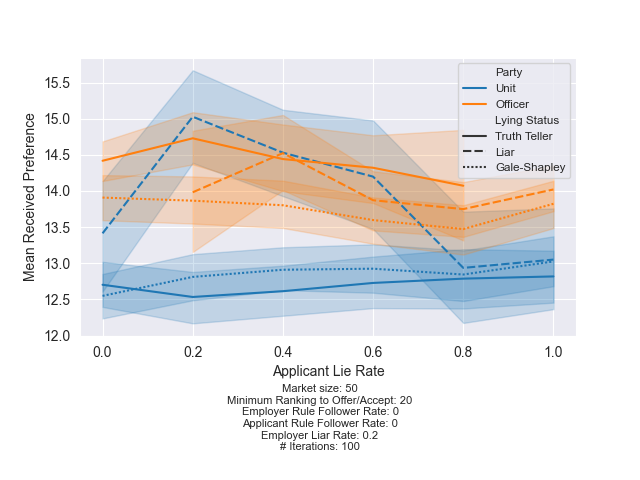 Party
Unit
Officer
Lying Status
Truth Teller
Liar
Gale-Shapley
15.5
15.0
14.5
14.0
13.5
13.0
12.5
12.0
Mean Received Preference
0.0 0.2 0.4 0.6 0.8 1.0
Applicant Lie Rate
Market size: 50
Minimum Ranking to Offer/Accept: 20
Employer Rule Follower Rate: 0
Applicant Rule Follower Rate: 0
Employer Liar Rate: 0.2
# Iterations: 100